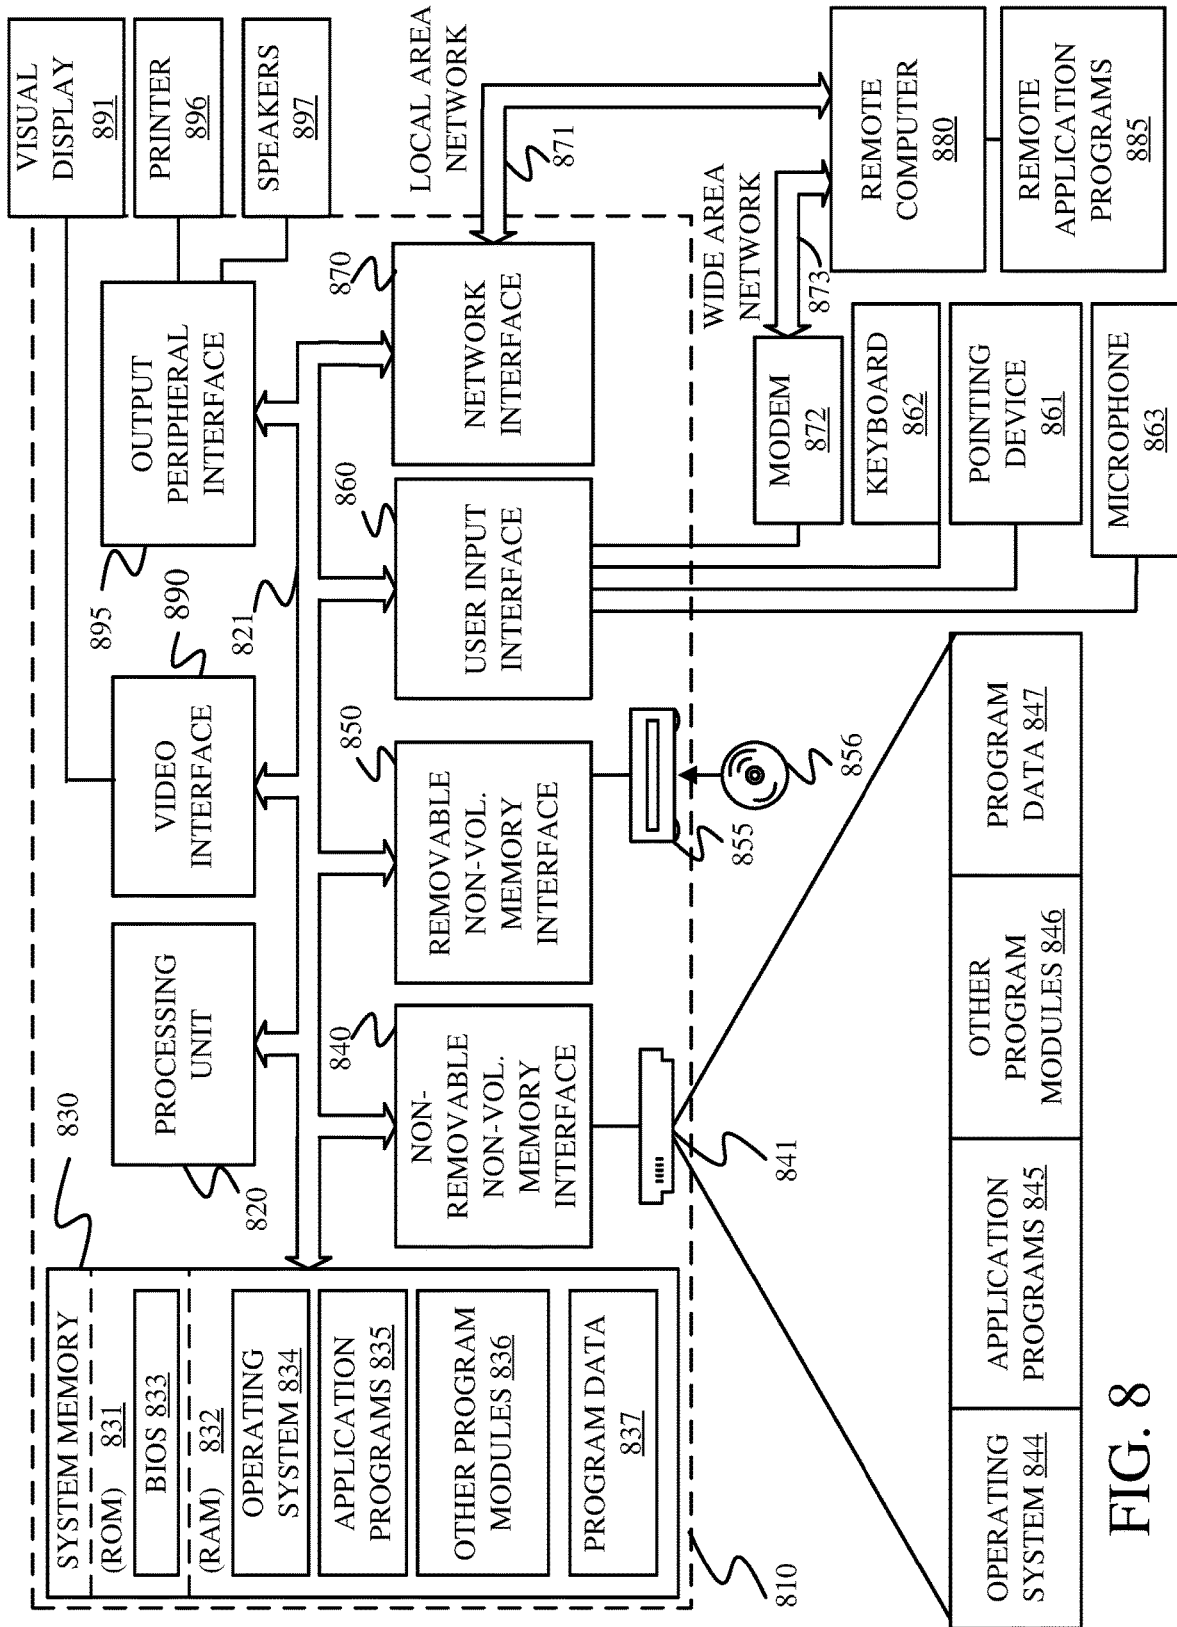 SYSTEM MEMORY
(ROM) 831
BIOS 833
(RAM) 832
OPERATING
SYSTEM 834
APPLICATION
PROGRAMS 835
OTHER PROGRAM
MODULES 836
PROGRAM DATA
837
830
820
PROCESSING
UNIT
VIDEO
INTERFACE
890
895
OUTPUT
PERIPHERAL
INTERFACE
821
VISUAL
DISPLAY
891
PRINTER
896
SPEAKERS
897
840
NON-
REMOVABLE
NON-VOL.
MEMORY
INTERFACE
850
REMOVABLE
NON-VOL.
MEMORY
INTERFACE
860
USER INPUT
INTERFACE
870
NETWORK
INTERFACE
LOCAL AREA
NETWORK
871
810
841
855
856
WIDE AREA
NETWORK
873
MODEM
872
KEYBOARD
862
POINTING
DEVICE
861
MICROPHONE
863
REMOTE
COMPUTER
880
REMOTE
APPLICATION
PROGRAMS
885
OPERATING
SYSTEM 844
APPLICATION
PROGRAMS 845
OTHER
PROGRAM
MODULES 846
PROGRAM
DATA 847
FIG. 8